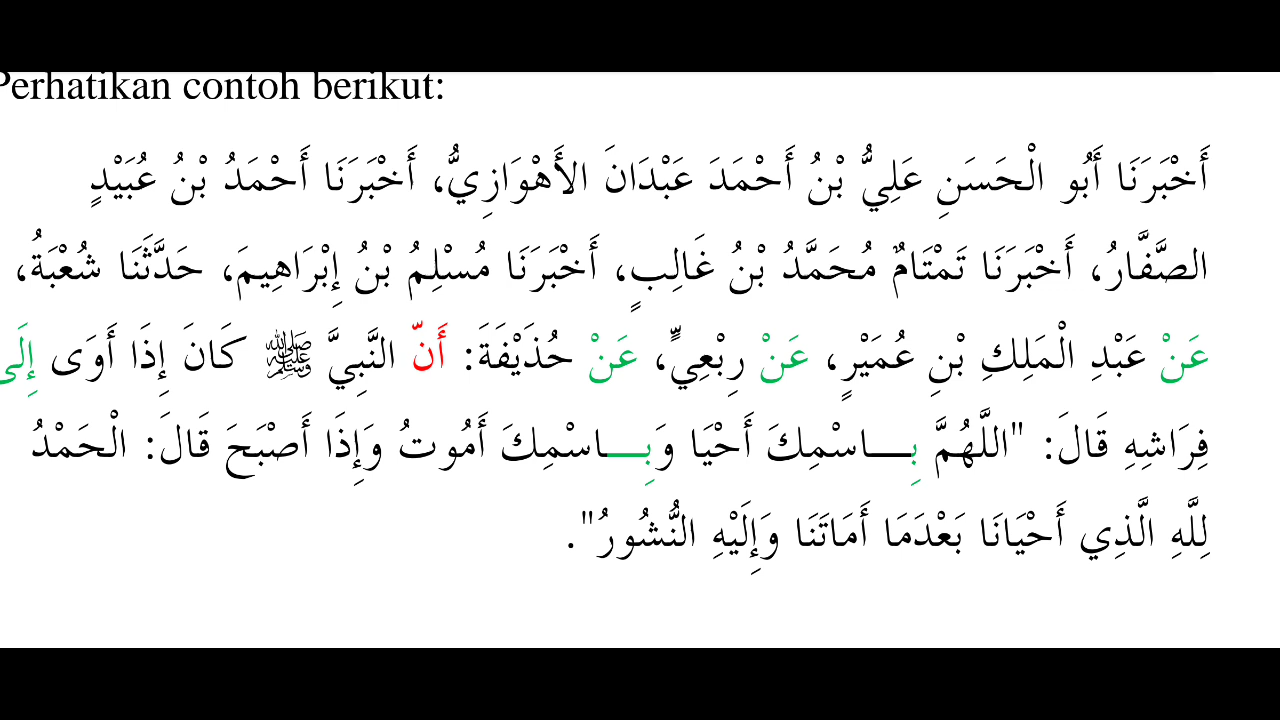 Perhatikan contoh berikut:
أَخْبَرَنَا أَبُو الْحَسَنِ عَلِيُّ بْنُ أَحْمَدَ عَبْدَانَ الأَهْوَازِيُّ، أَخْبَرَنَا أَحْمَدُ بْنُ عُبَيْدٍ
الصَّفَّارُ، أَخْبَرَنَا تَمْتَامٌ مُحَمَّدُ بْنُ غَالِبٍ، أَخْبَرَنَا مُسْلِمُ بْنُ إِبْرَاهِيمَ، حَدَّثَنَا شُعْبَةُ،
عَنْ عَبْدِ الْمَلِكِ بْنِ عُمَيْرٍ، عَنْ رِبْعِيٍّ، عَنْ حُذَيْفَةَ: أَنّ النَّبِيَّ ﷺ كَانَ إِذَا أَوَى إِلَى
فِرَاشِهِ قَالَ: "اللَّهُمَّ بِـــاسْمِكَ أَحْيَا وَبِـــاسْمِكَ أَمُوتُ وَإِذَا أَصْبَحَ قَالَ: الْحَمْدُ
لِلَّهِ الَّذِي أَحْيَانَا بَعْدَمَا أَمَاتَنَا وَإِلَيْهِ النُّشُورُ".